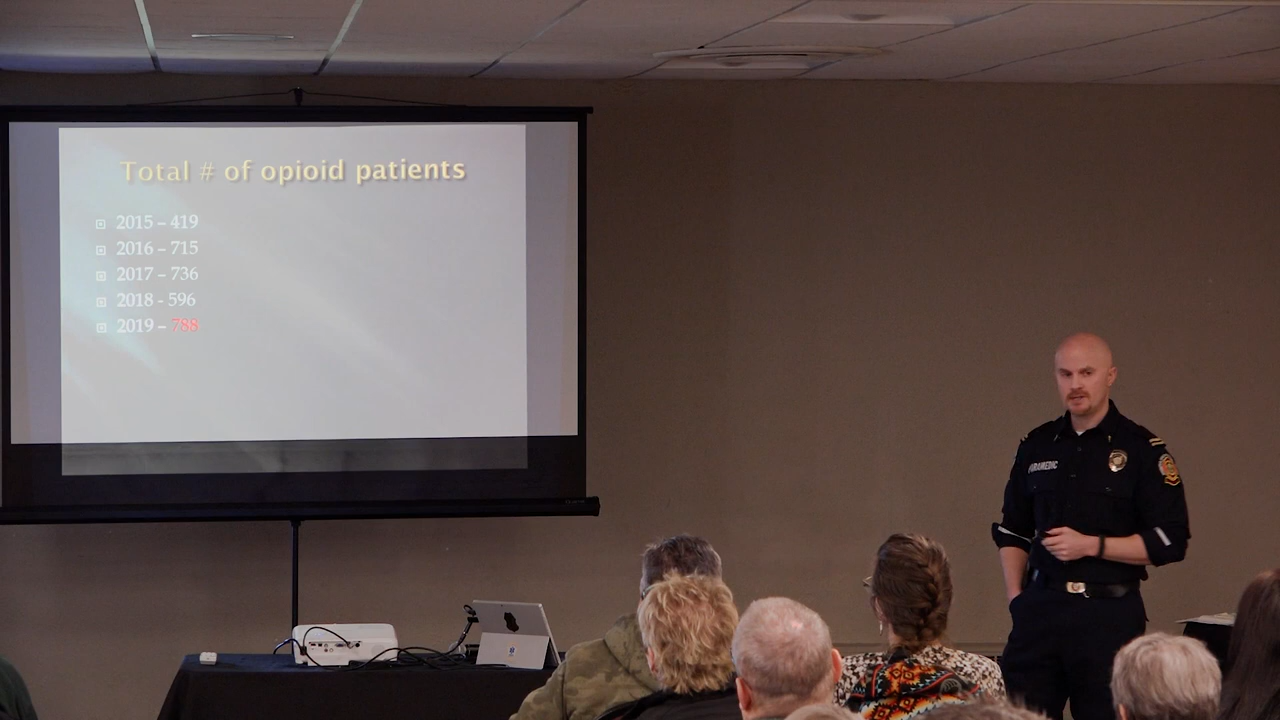 Total # of opioid patients
2015 – 419
2016 – 715
2017 – 736
2018 - 596
2019 – 788